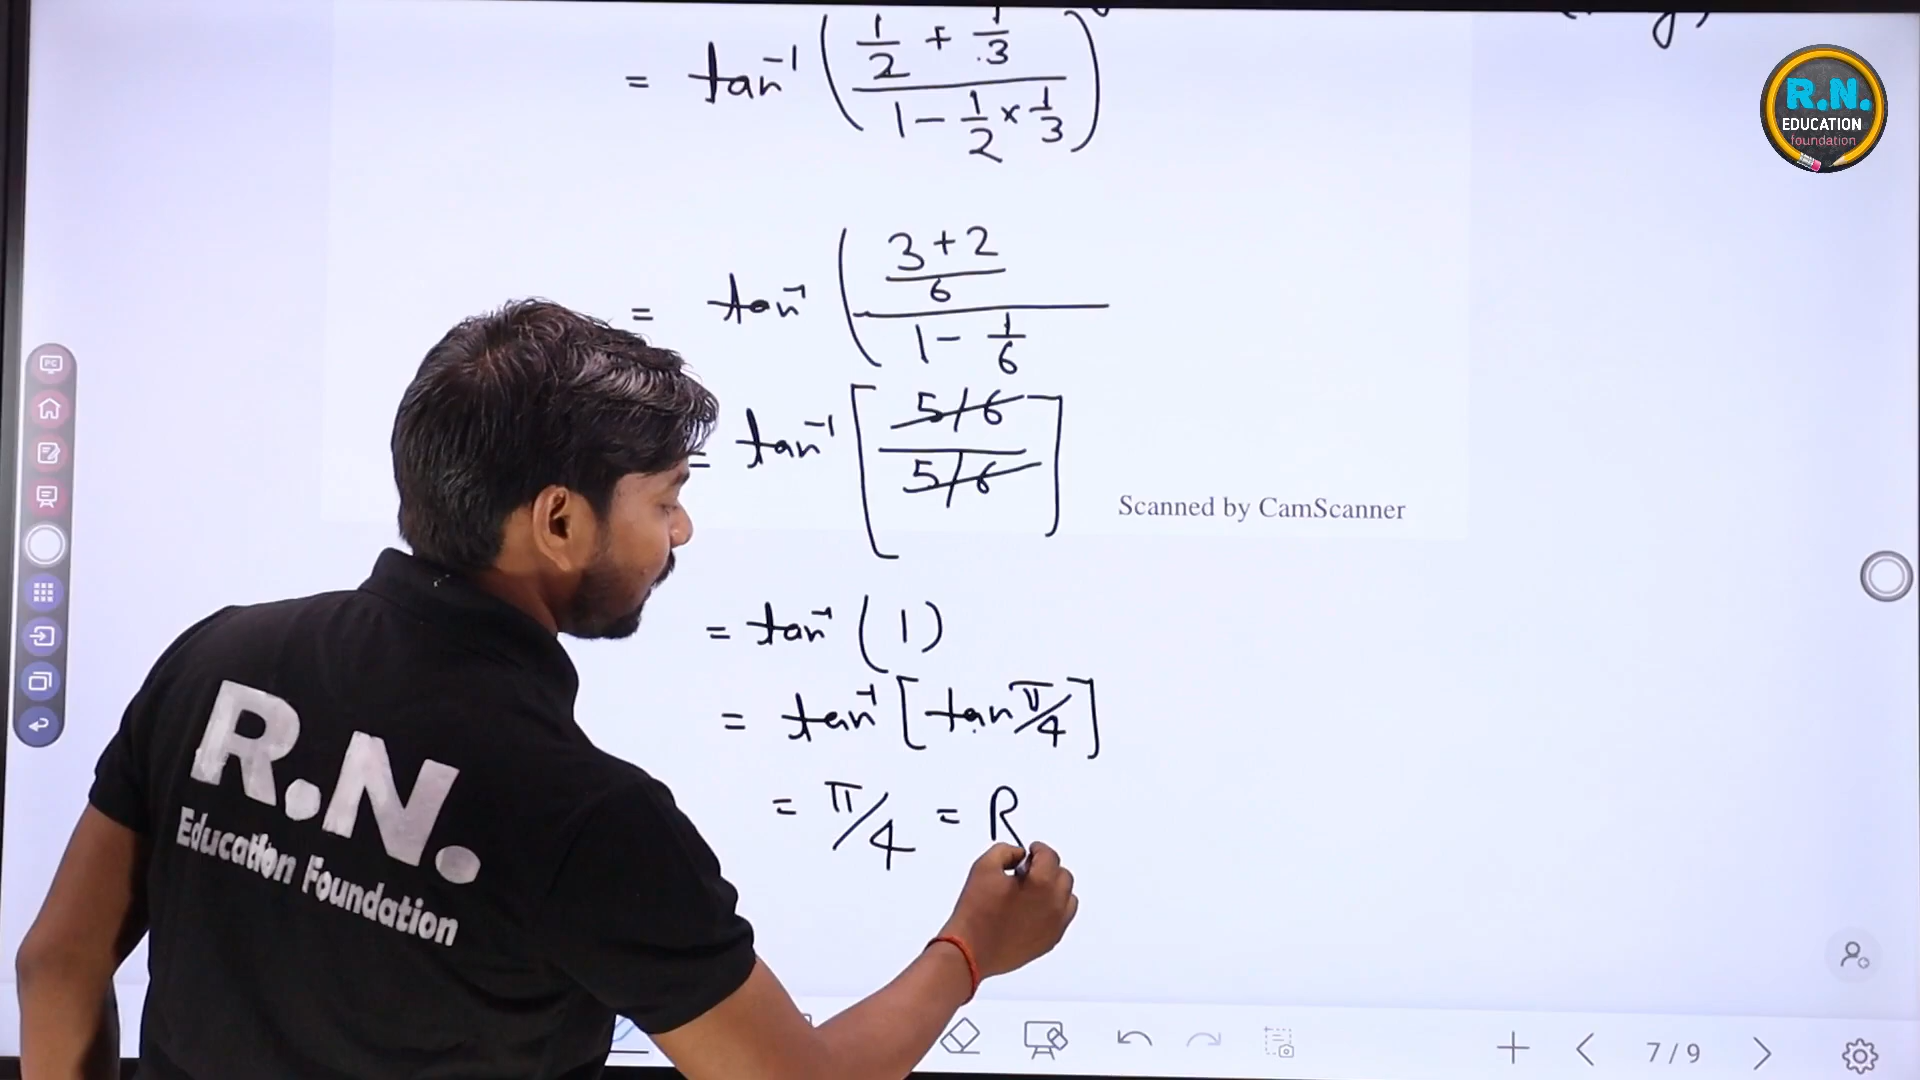 = tan⁻¹ ( (1/2 + 1/3) / (1 - 1/2 × 1/3) )
R.N.
EDUCATION
foundation
= tan⁻¹ ( ((3+2)/6) / (1 - 1/6)
= tan⁻¹ [ (5/6) / (5/6) ]
Scanned by CamScanner
= tan⁻¹ (1)
= tan⁻¹ [tan π/4]
= π/4 = R
R.N.
Education Foundation
7/9